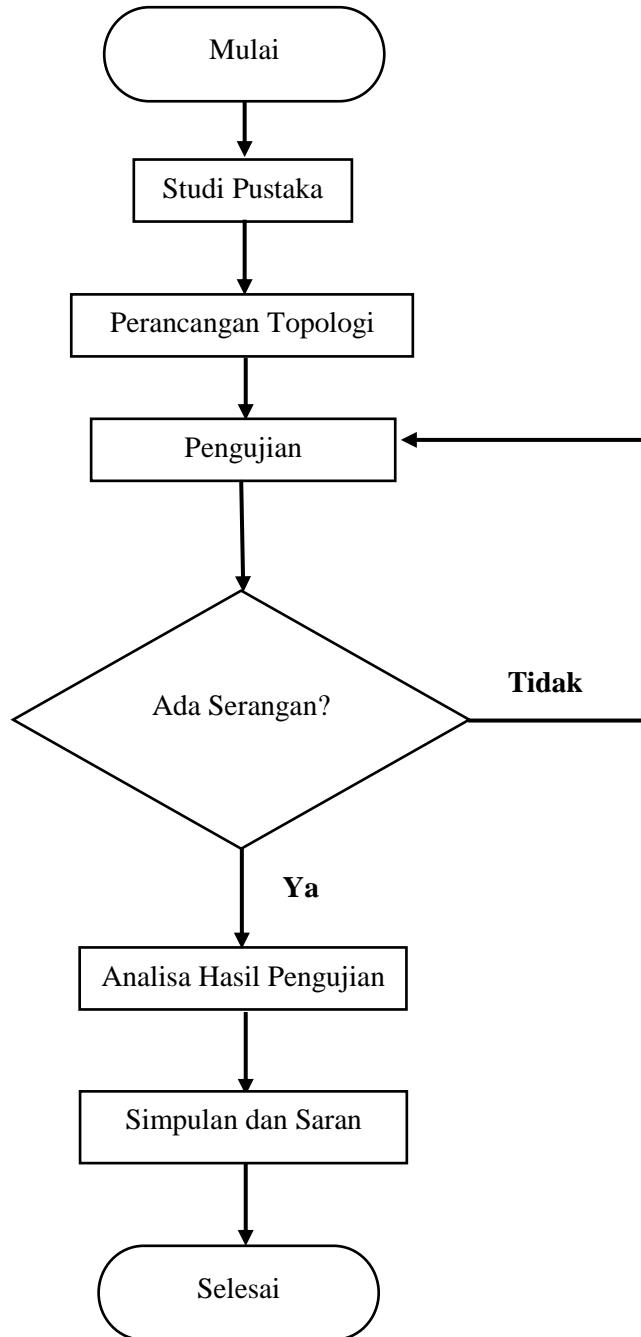 Mulai
Studi Pustaka
Perancangan Topologi
Pengujian
Ada Serangan?
Tidak
Ya
Analisa Hasil Pengujian
Simpulan dan Saran
Selesai